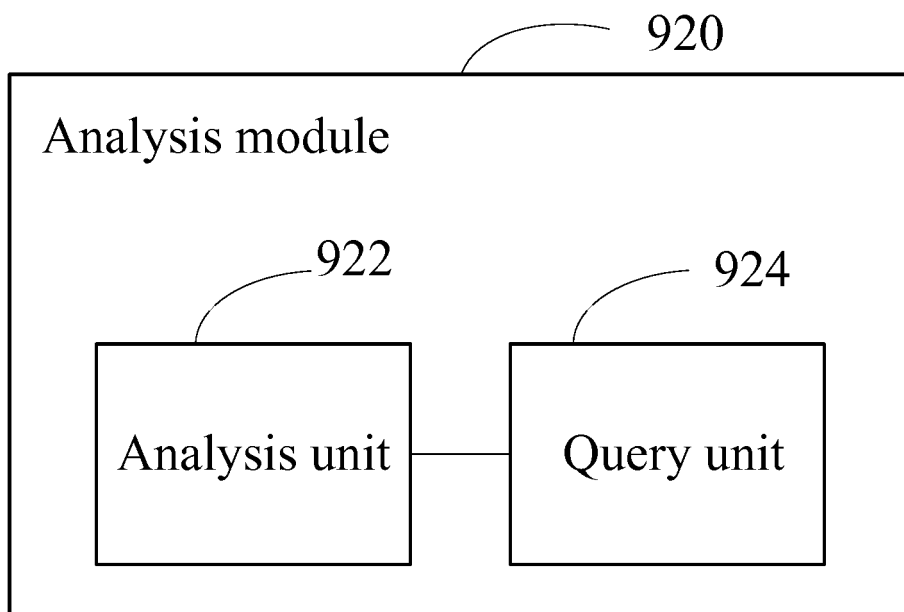 920
Analysis module
922
924
Analysis unit
Query unit